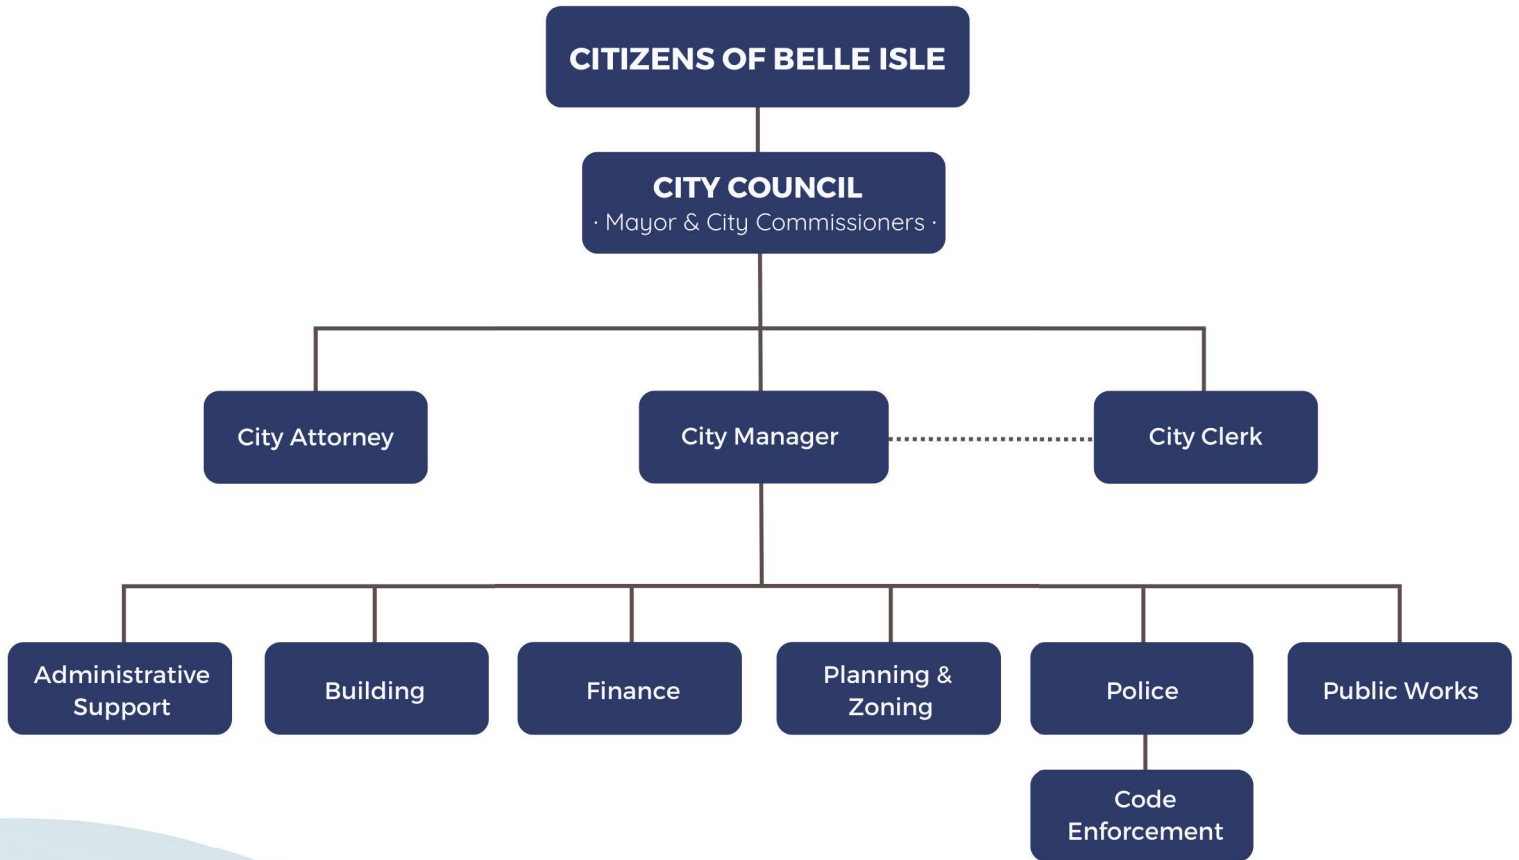 CITIZENS OF BELLE ISLE
CITY COUNCIL
· Mayor & City Commissioners ·
City Attorney
City Manager
City Clerk
Administrative
Support
Building
Finance
Planning &
Zoning
Police
Public Works
Code
Enforcement